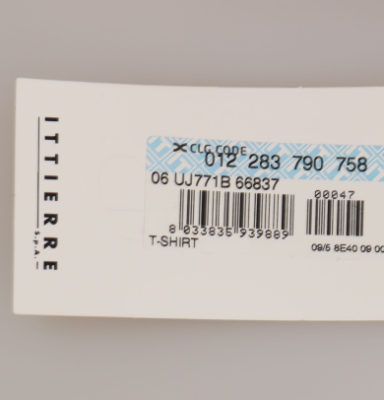 ITTIERRE
S.p.A.
CLG CODE
012 283 790 758
06 UJ771B 66837
00047
8 033835 939889
T-SHIRT
09/5 8E40 09 00